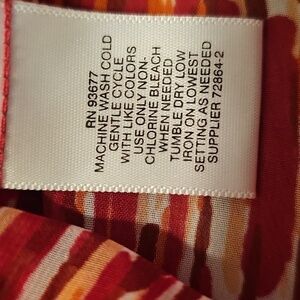 RN 93677
MACHINE WASH COLD
GENTLE CYCLE
WITH LIKE COLORS
USE ONLY NON-
CHLORINE BLEACH
WHEN NEEDED
TUMBLE DRY LOW
IRON ON LOWEST
SETTING AS NEEDED
SUPPLIER 72864-2